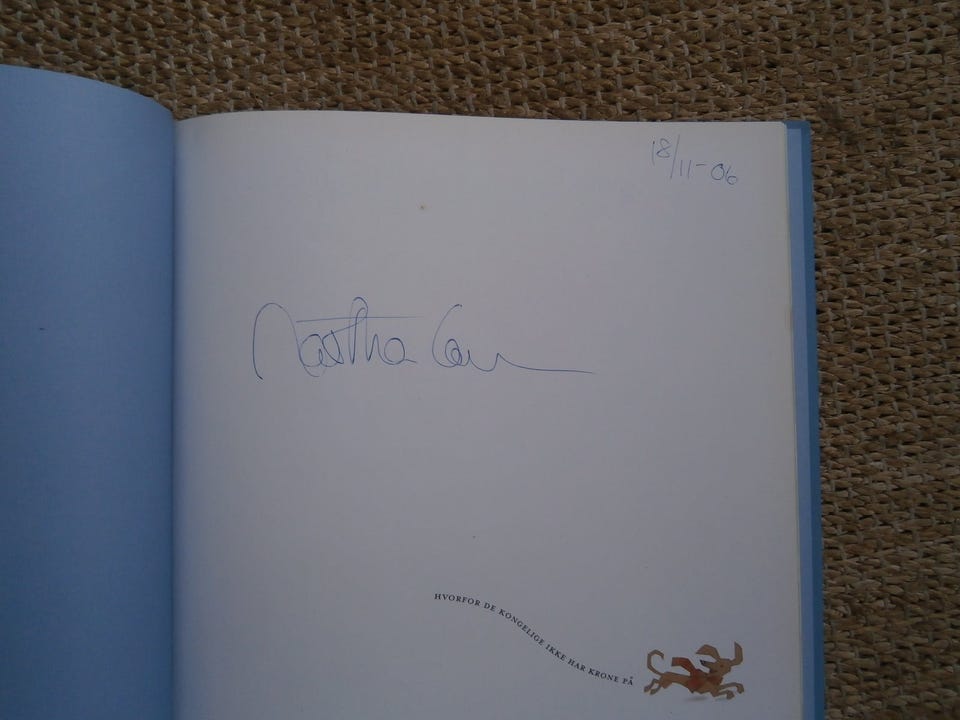 18/11-06
HVORFOR DE KONGELIGE IKKE HAR KRONE PÅ